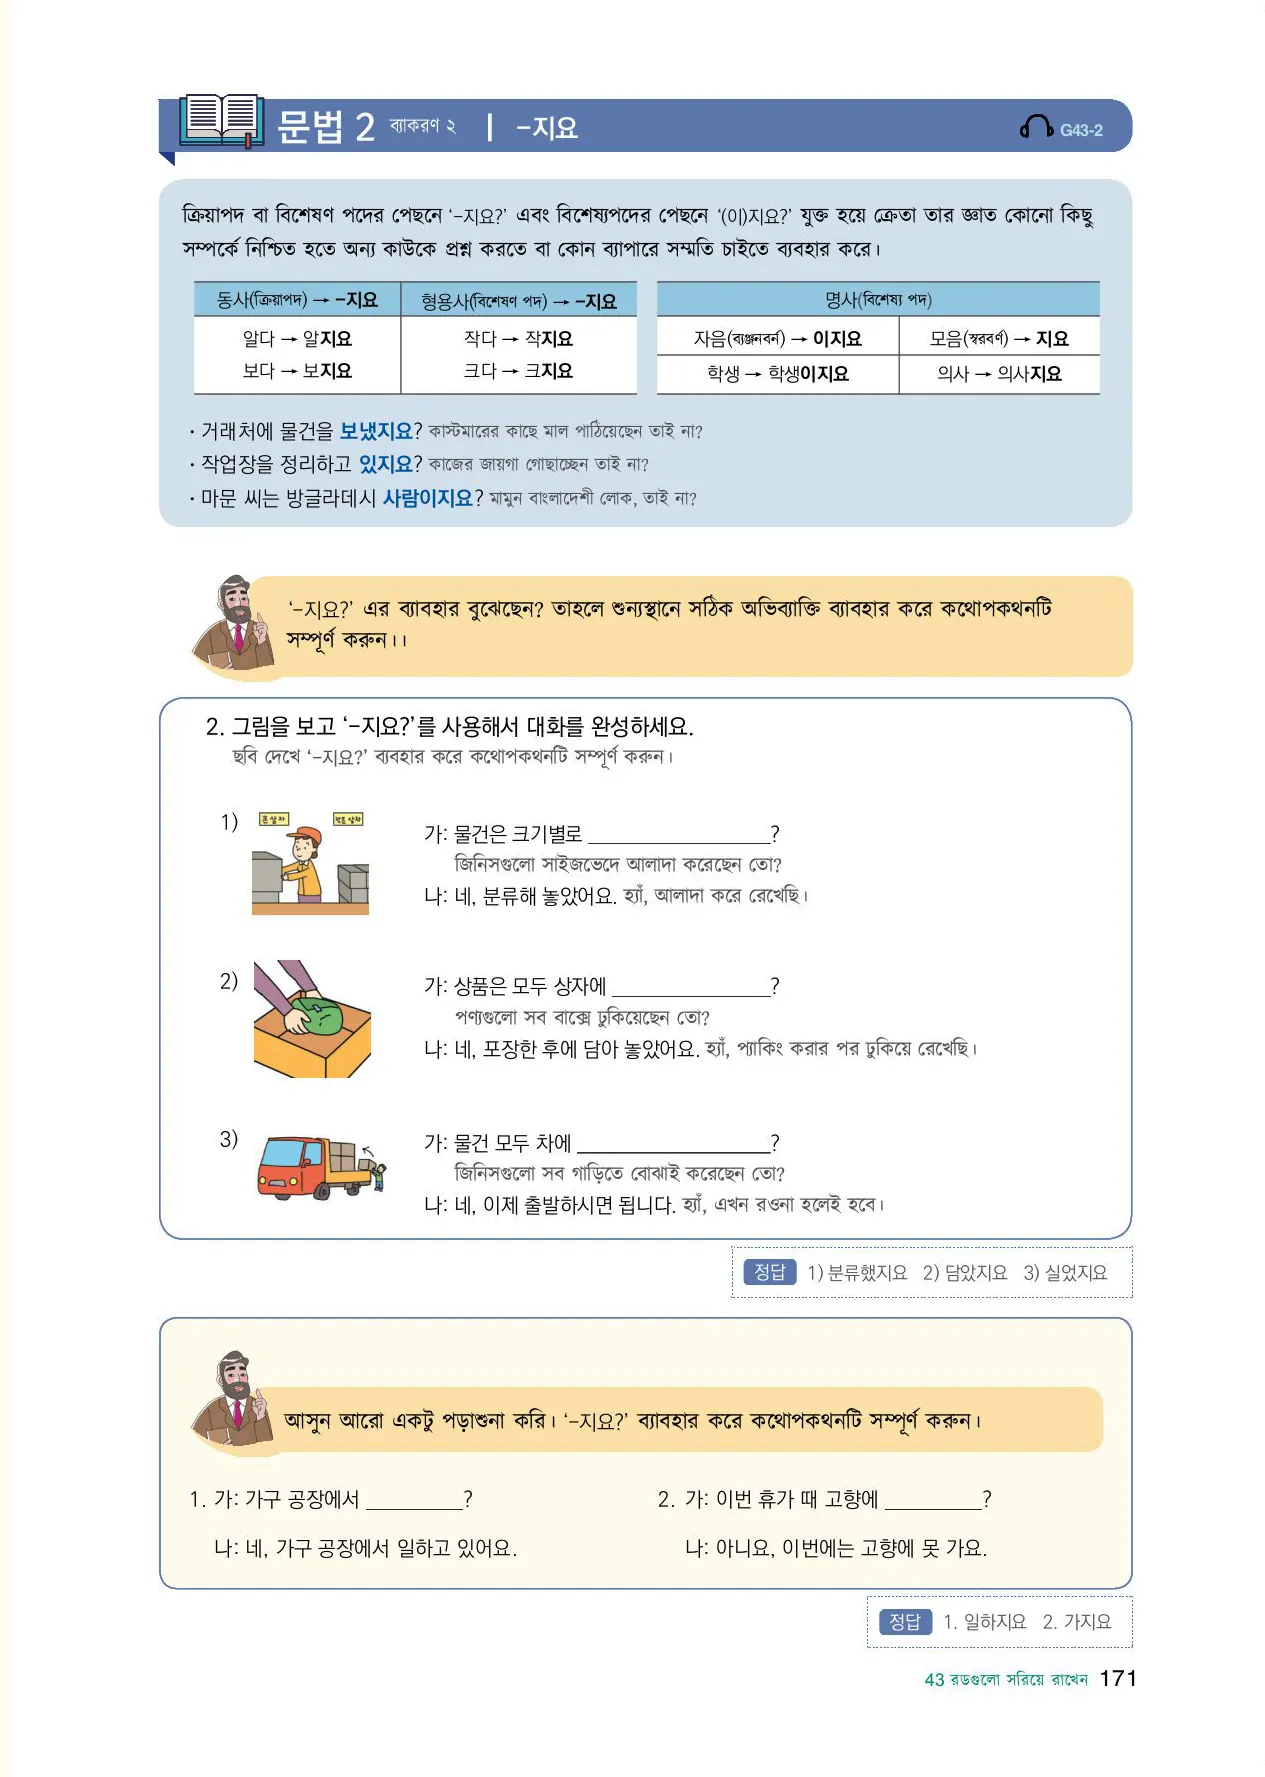 문법 2 ব্যাকরণ ২ | -지요 G43-2
ক্রিয়াপদ বা বিশেষণ পদের পেছনে ‘-지요?’ এবং বিশেষ্যপদের পেছনে ‘(이)지요?’ যুক্ত হয়ে ক্রেতা তার জ্ঞাত কোনো কিছু
সম্পর্কে নিশ্চিত হতে অন্য কাউকে প্রশ্ন করতে বা কোন ব্যাপারে সম্মতি চাইতে ব্যবহার করে।
동사(ক্রিয়াপদ) → -지요 형용사(বিশেষণ পদ) → -지요 명사(বিশেষ্য পদ)
알다 → 알지요 작다 → 작지요 자음(ব্যঞ্জনবর্ন) → 이지요 모음(স্বরবর্ণ) → 지요
보다 → 보지요 크다 → 크지요 학생 → 학생이지요 의사 → 의사지요
· 거래처에 물건을 보냈지요? কাস্টমারের কাছে মাল পাঠিয়েছেন তাই না?
· 작업장을 정리하고 있지요? কাজের জায়গা গোছাচ্ছেন তাই না?
· 마문 씨는 방글라데시 사람이지요? মামুন বাংলাদেশী লোক, তাই না?
‘-지요?’ এর ব্যাবহার বুঝেছেন? তাহলে শুন্যস্থানে সঠিক অভিব্যাক্তি ব্যাবহার করে কথোপকথনটি
সম্পূর্ণ করুন।।
2. 그림을 보고 ‘-지요?’를 사용해서 대화를 완성하세요.
ছবি দেখে ‘-지요?’ ব্যবহার করে কথোপকথনটি সম্পূর্ণ করুন।
1)
큰 상자 작은 상자
가: 물건은 크기별로 ____________?
জিনিসগুলো সাইজভেদে আলাদা করেছেন তো?
나: 네, 분류해 놓았어요. হ্যাঁ, আলাদা করে রেখেছি।
2)
가: 상품은 모두 상자에 ____________?
পণ্যগুলো সব বাক্সে ঢুকিয়েছেন তো?
나: 네, 포장한 후에 담아 놓았어요. হ্যাঁ, প্যাকিং করার পর ঢুকিয়ে রেখেছি।
3)
가: 물건 모두 차에 ____________?
জিনিসগুলো সব গাড়িতে বোঝাই করেছেন তো?
나: 네, 이제 출발하시면 됩니다. হ্যাঁ, এখন রওনা হলেই হবে।
정답 1) 분류했지요 2) 담았지요 3) 실었지요
আসুন আরো একটু পড়াশুনা করি। ‘-지요?’ ব্যাবহার করে কথোপকথনটি সম্পূর্ণ করুন।
1. 가: 가구 공장에서 _________?
나: 네, 가구 공장에서 일하고 있어요.
2. 가: 이번 휴가 때 고향에 _________?
나: 아니요, 이번에는 고향에 못 가요.
정답 1. 일하지요 2. 가지요
43 রডগুলো সরিয়ে রাখেন 171